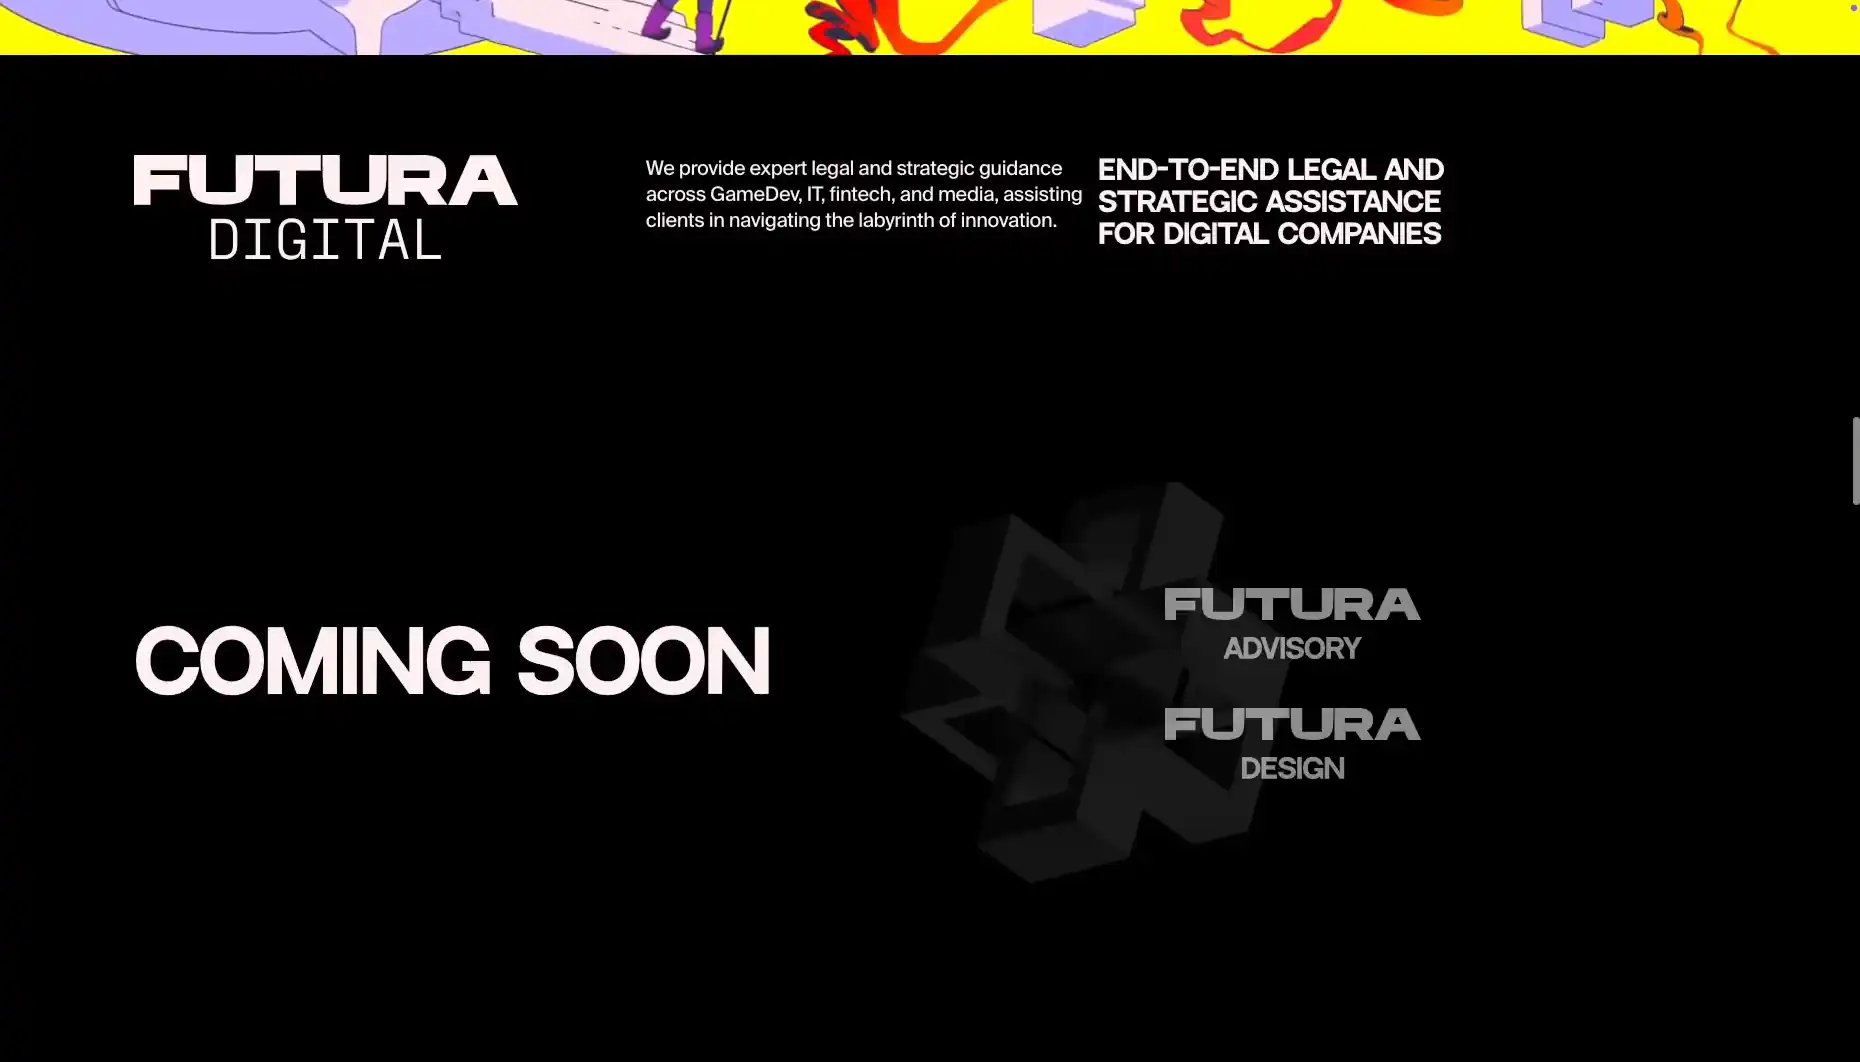 FUTURA
DIGITAL
We provide expert legal and strategic guidance
across GameDev, IT, fintech, and media, assisting
clients in navigating the labyrinth of innovation.
END-TO-END LEGAL AND
STRATEGIC ASSISTANCE
FOR DIGITAL COMPANIES
COMING SOON
FUTURA
ADVISORY
FUTURA
DESIGN